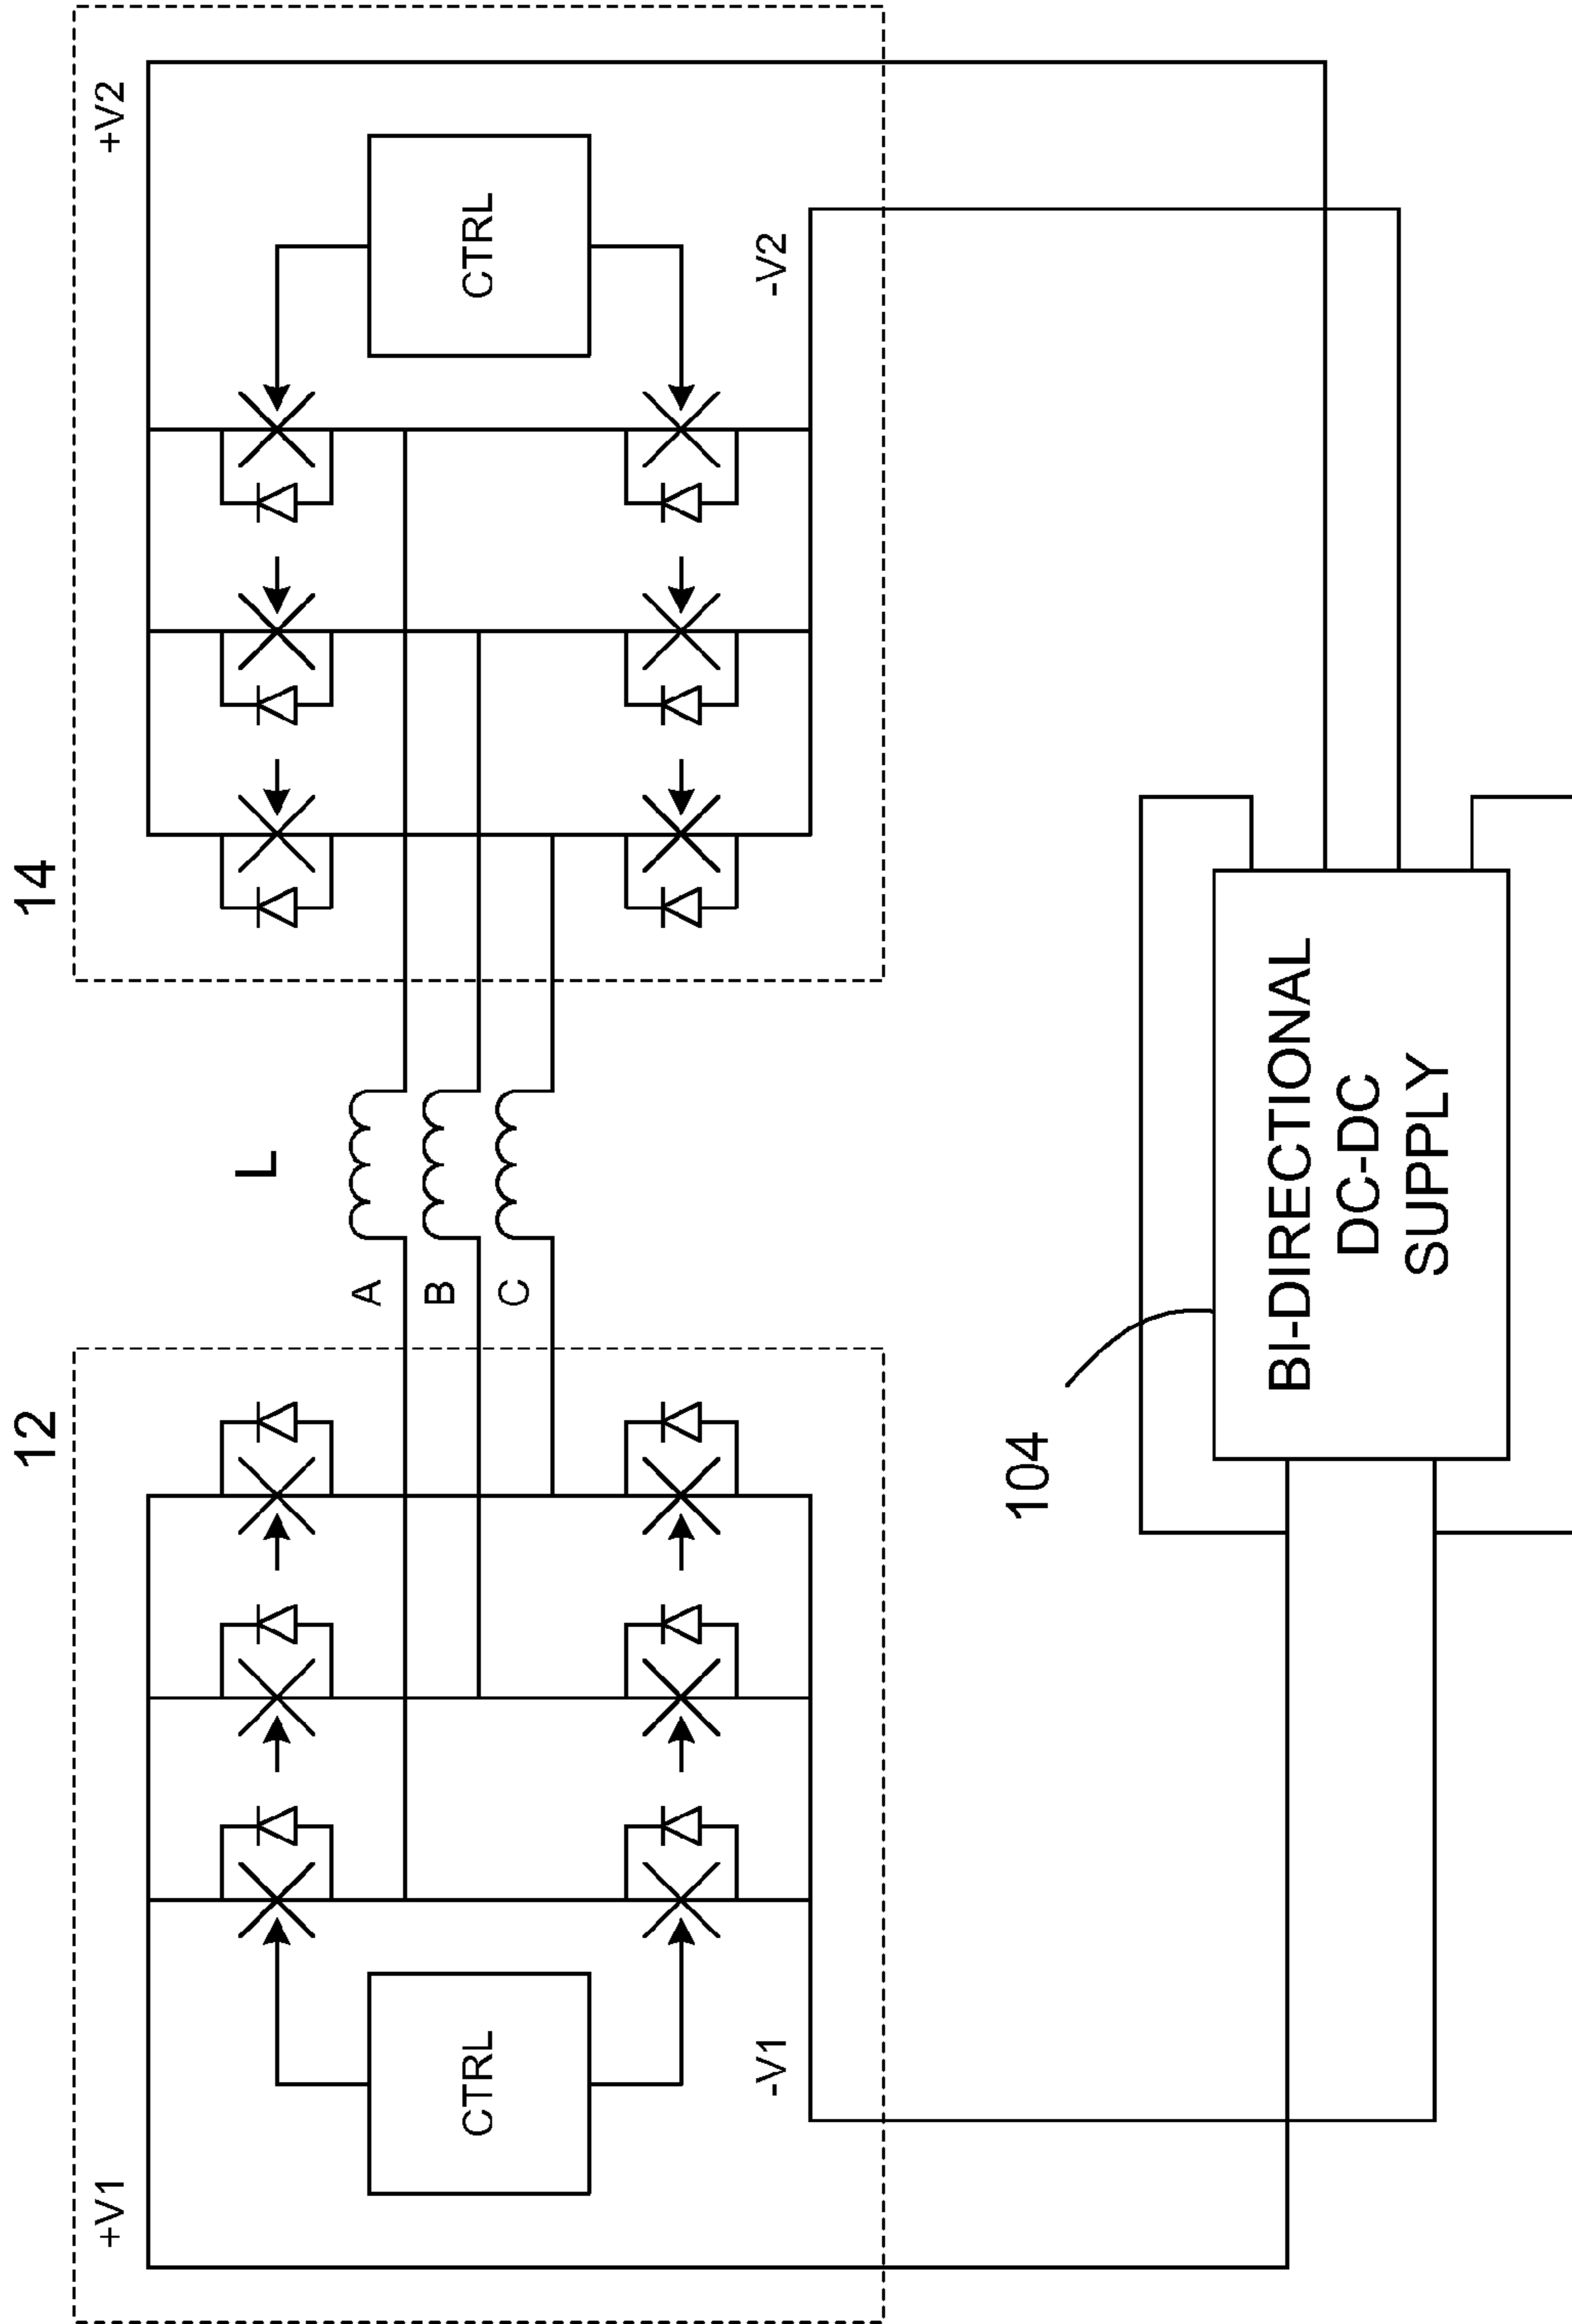 12
14
+V1
+V2
L
A
B
C
CTRL
CTRL
-V1
-V2
104
BI-DIRECTIONAL
DC-DC
SUPPLY